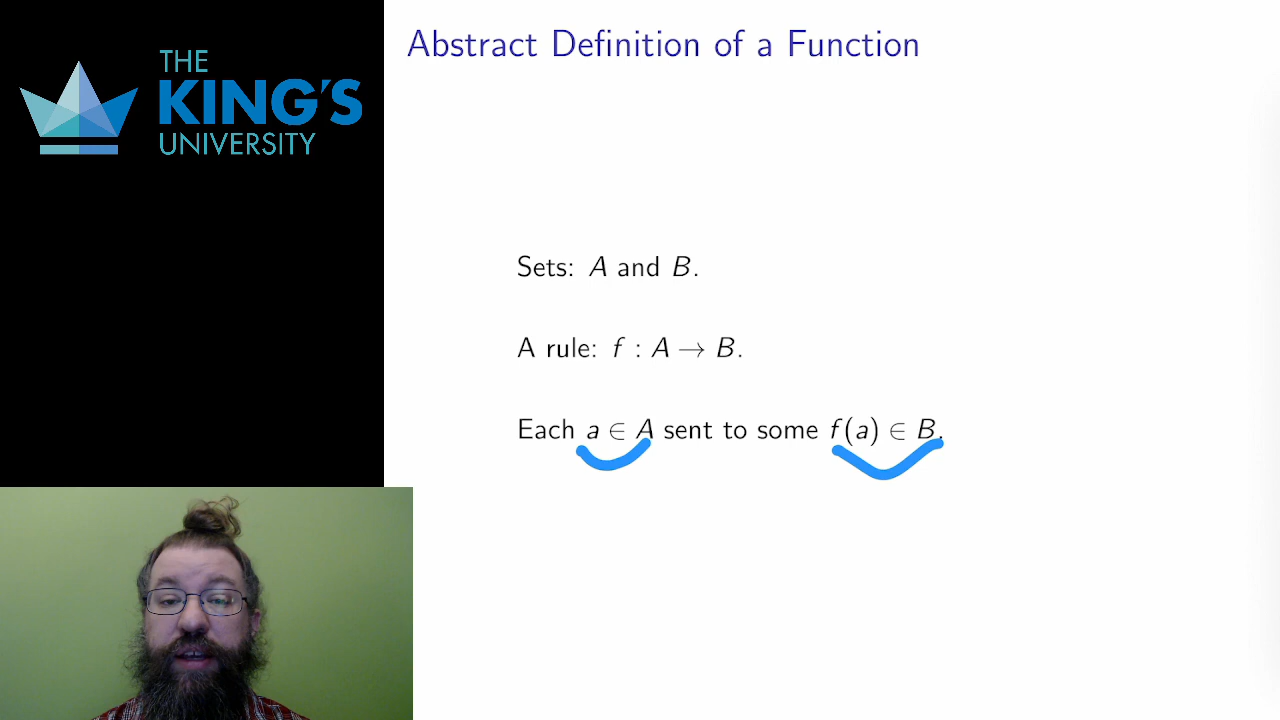 THE
KING'S
UNIVERSITY
Abstract Definition of a Function
Sets: A and B.
A rule: f : A → B.
Each a ∈ A sent to some f(a) ∈ B.